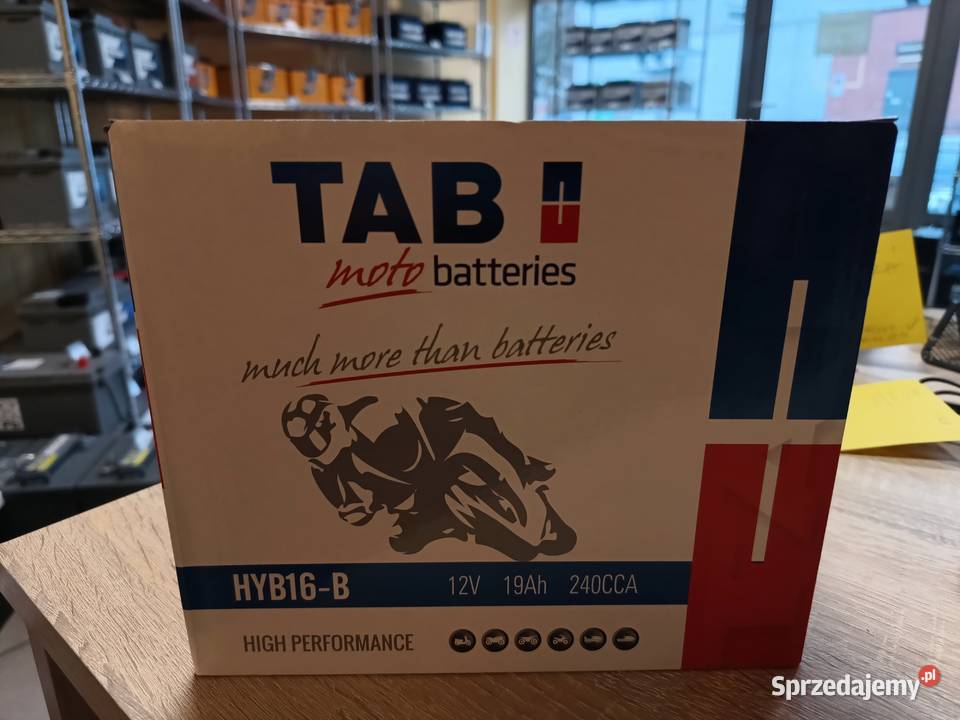 TAB
moto batteries
much more than batteries
HYB16-B 12V 19Ah 240CCA
HIGH PERFORMANCE
Sprzedajemy.pl